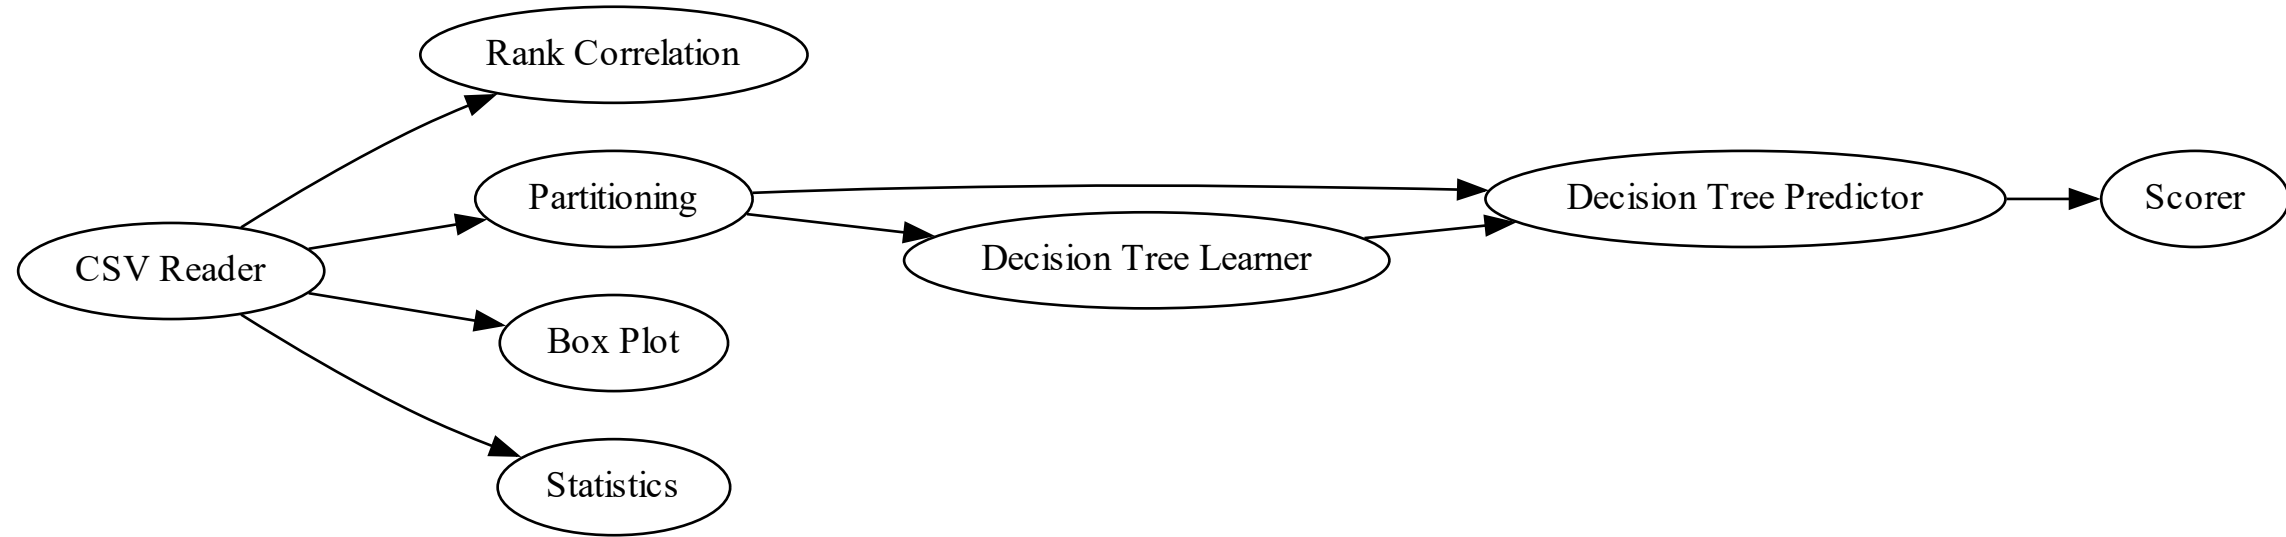 Rank Correlation
Partitioning
Decision Tree Predictor
Scorer
CSV Reader
Decision Tree Learner
Box Plot
Statistics